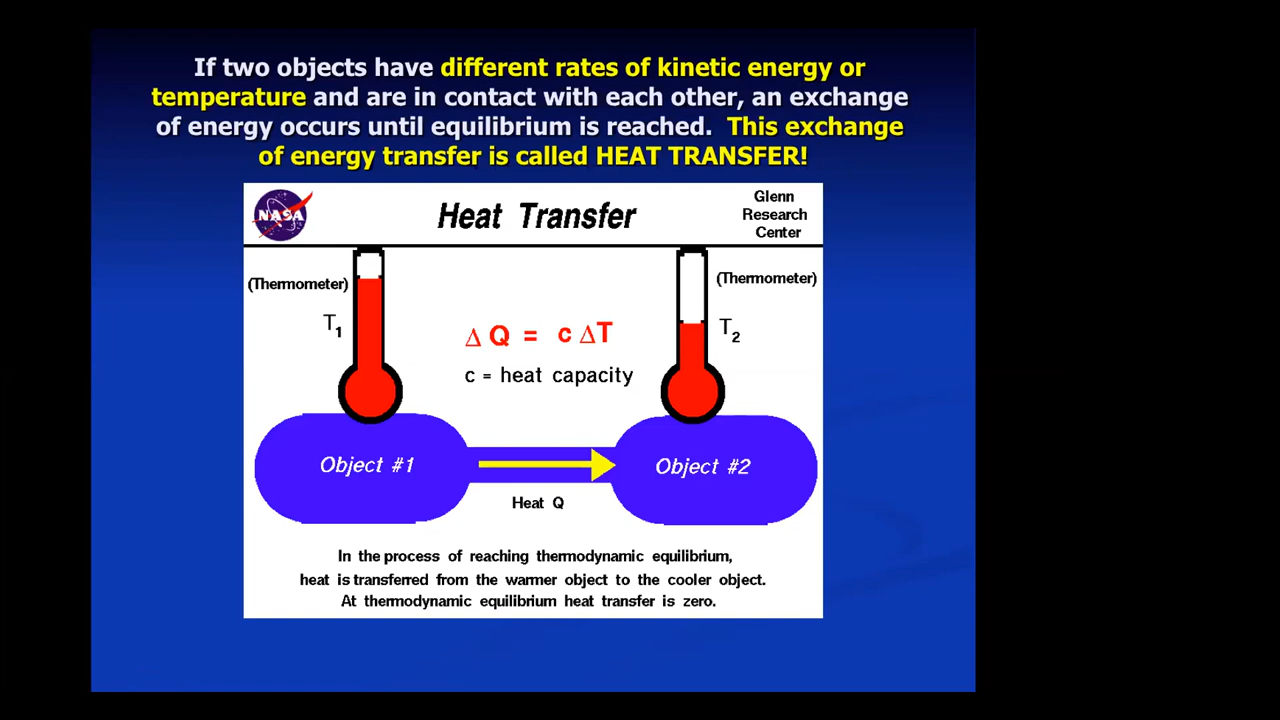 If two objects have different rates of kinetic energy or
temperature and are in contact with each other, an exchange
of energy occurs until equilibrium is reached. This exchange
of energy transfer is called HEAT TRANSFER!
NASA
Heat Transfer
Glenn
Research
Center
(Thermometer)
(Thermometer)
T1
T2
Δ Q = c ΔT
c = heat capacity
Object #1
Object #2
Heat Q
In the process of reaching thermodynamic equilibrium,
heat is transferred from the warmer object to the cooler object.
At thermodynamic equilibrium heat transfer is zero.